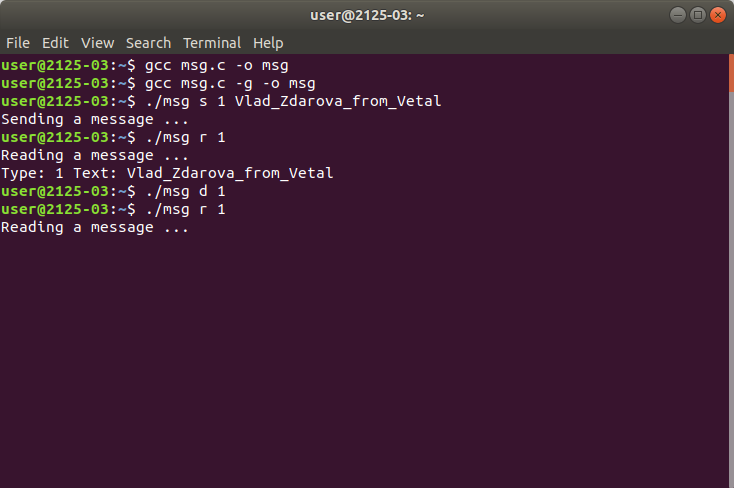 user@2125-03: ~
File Edit View Search Terminal Help
user@2125-03:~$ gcc msg.c -o msg
user@2125-03:~$ gcc msg.c -g -o msg
user@2125-03:~$ ./msg s 1 Vlad_Zdarova_from_Vetal
Sending a message ...
user@2125-03:~$ ./msg r 1
Reading a message ...
Type: 1 Text: Vlad_Zdarova_from_Vetal
user@2125-03:~$ ./msg d 1
user@2125-03:~$ ./msg r 1
Reading a message ...